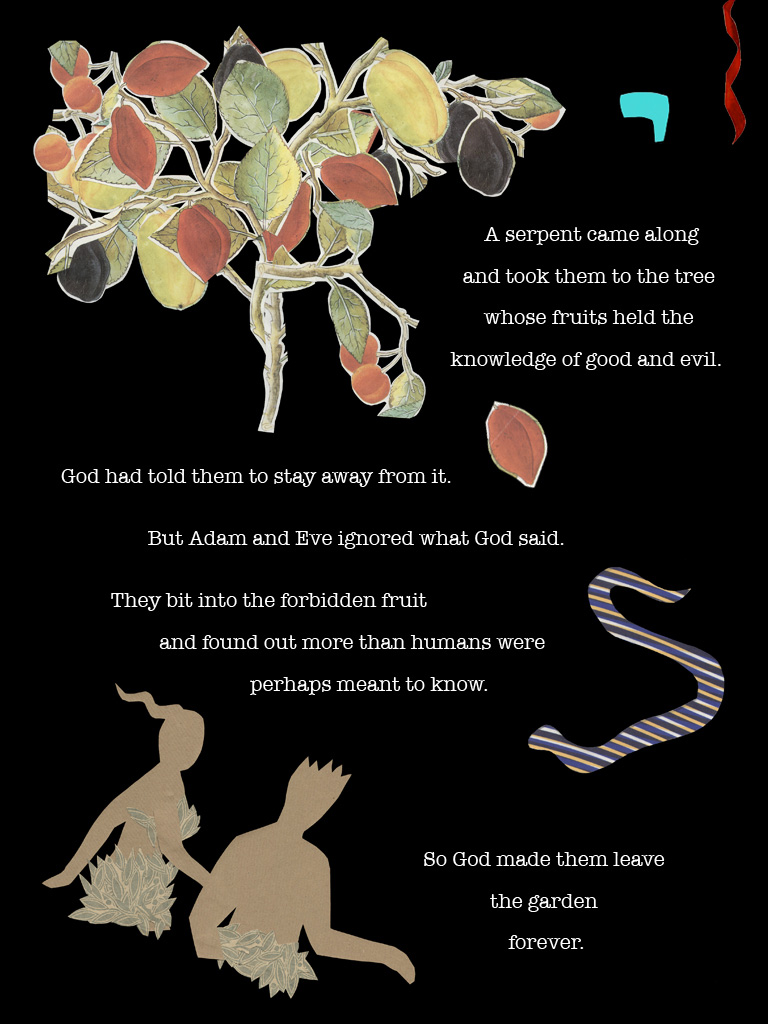 A serpent came along
and took them to the tree
whose fruits held the
knowledge of good and evil.
God had told them to stay away from it.
But Adam and Eve ignored what God said.
They bit into the forbidden fruit
and found out more than humans were
perhaps meant to know.
So God made them leave
the garden
forever.